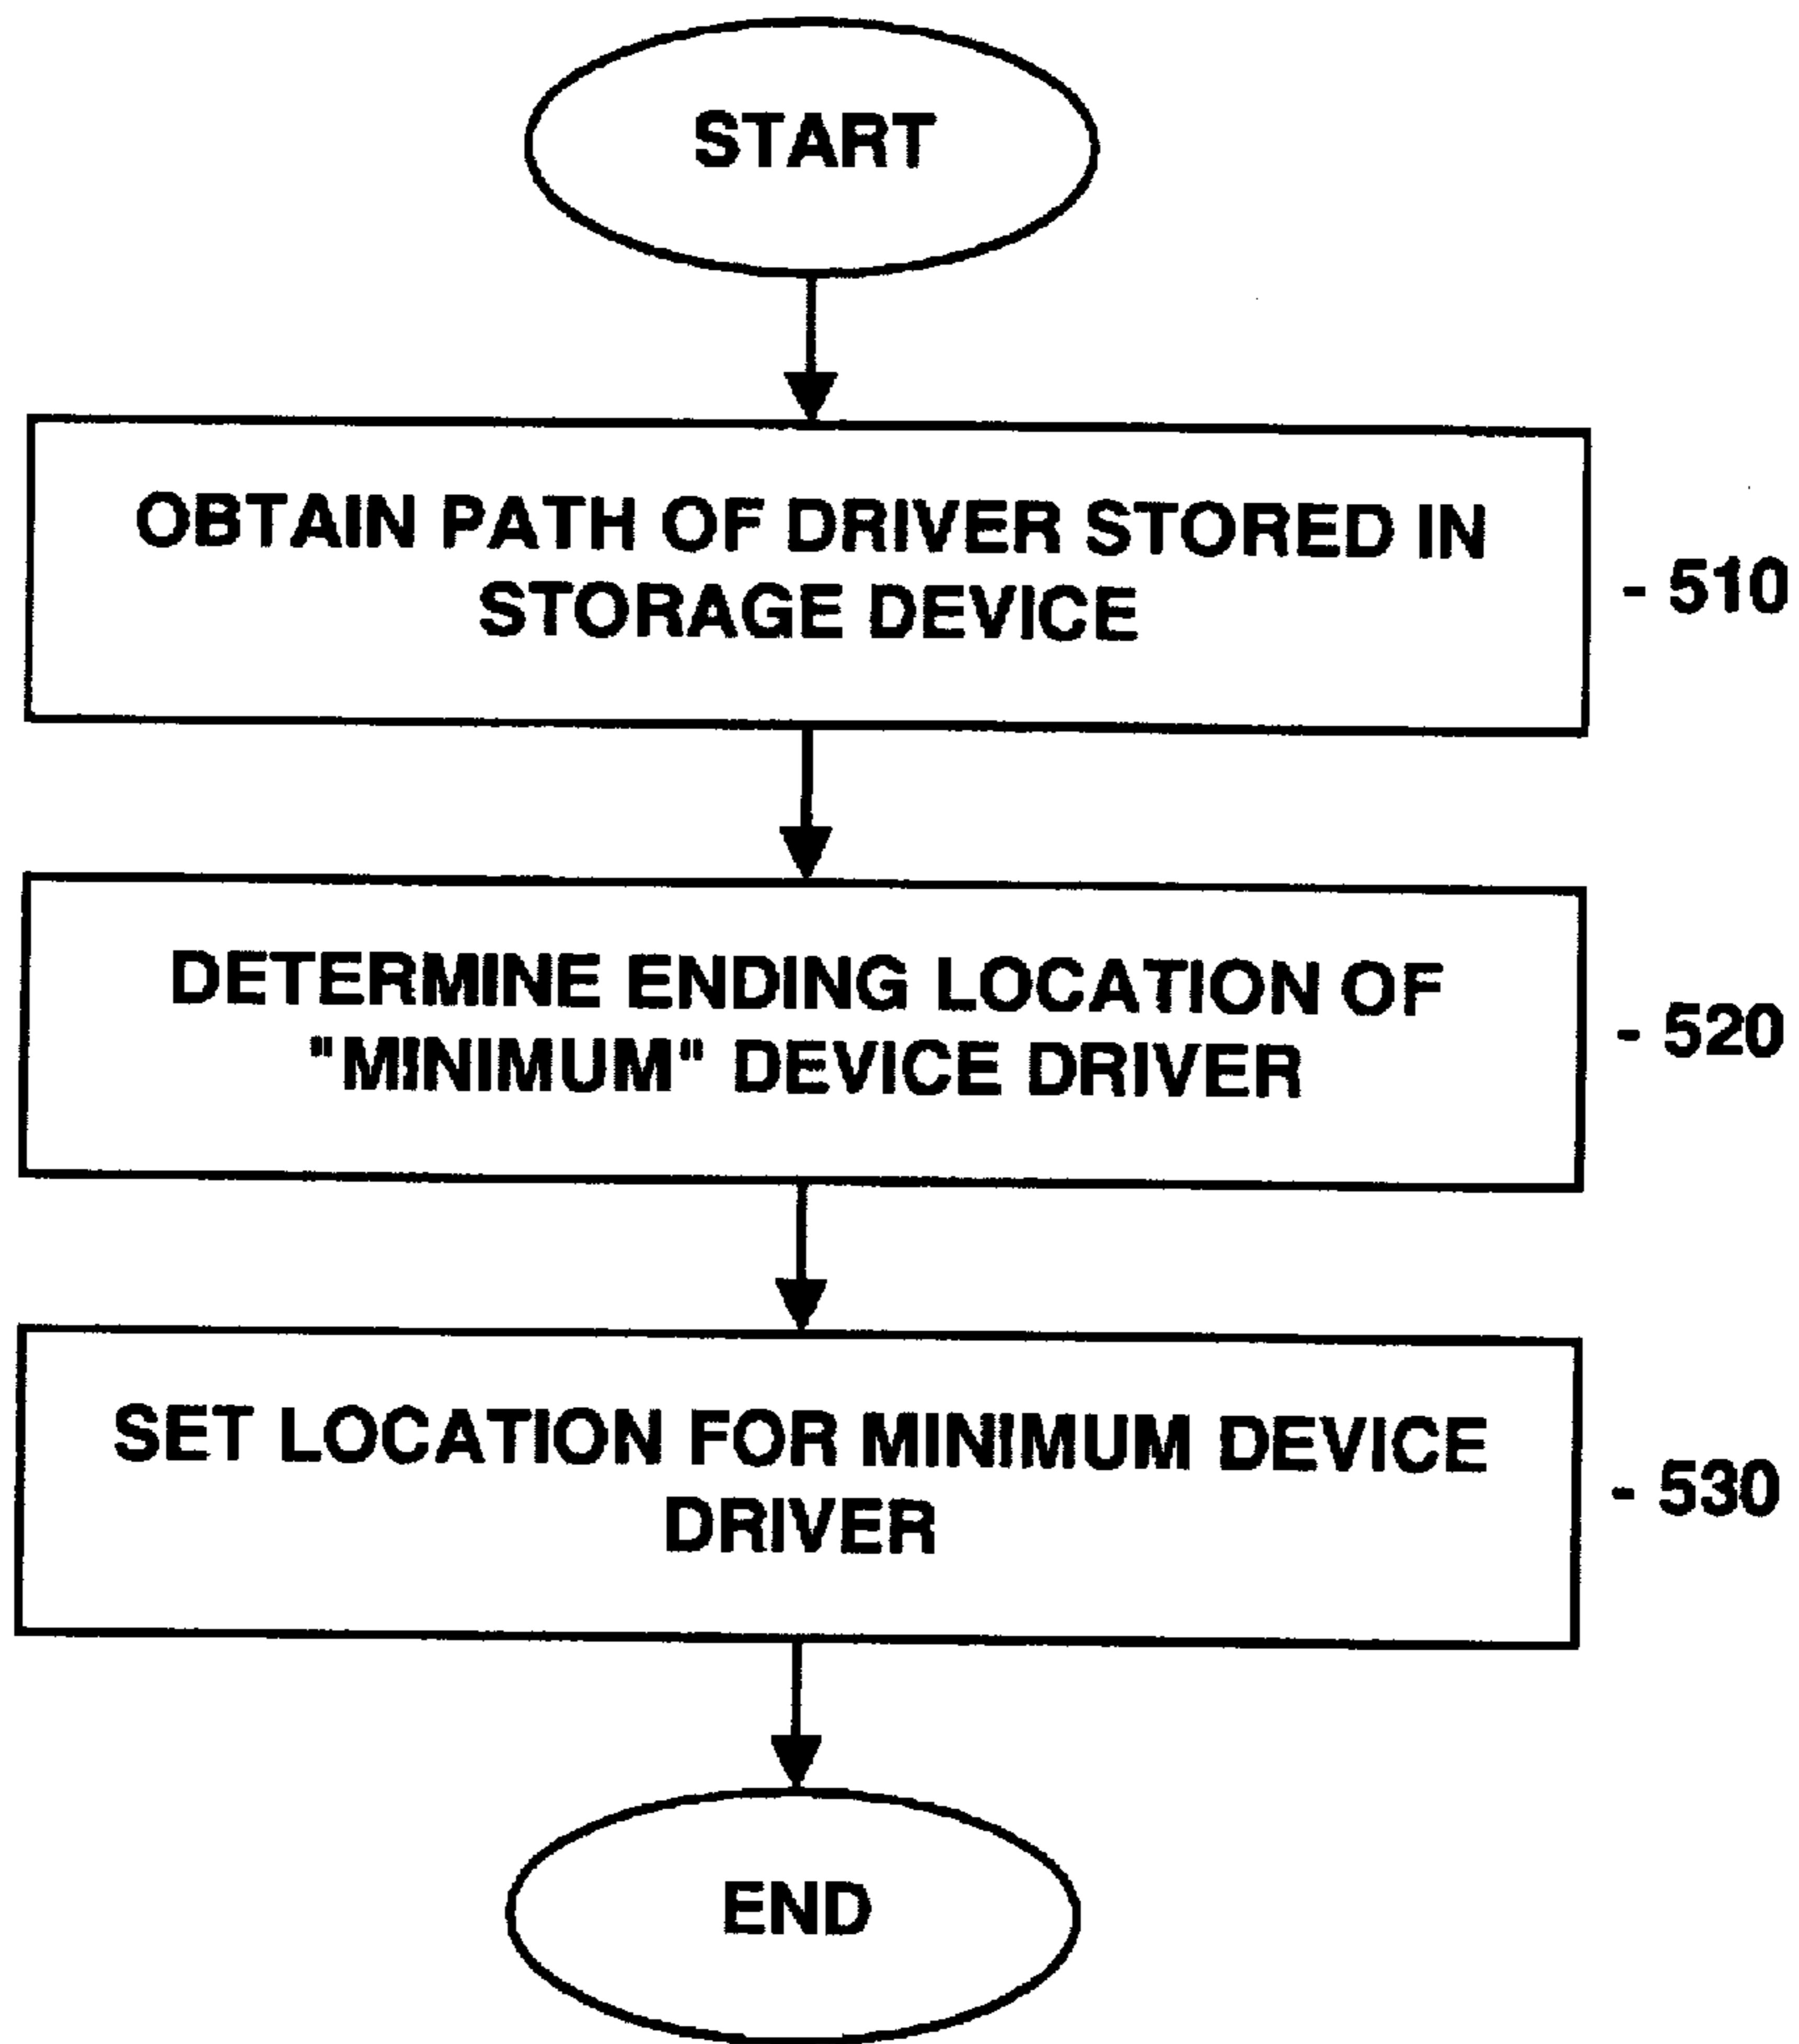 START
OBTAIN PATH OF DRIVER STORED IN
STORAGE DEVICE
- 510
DETERMINE ENDING LOCATION OF
"MINIMUM" DEVICE DRIVER
- 520
SET LOCATION FOR MINIMUM DEVICE
DRIVER
- 530
END